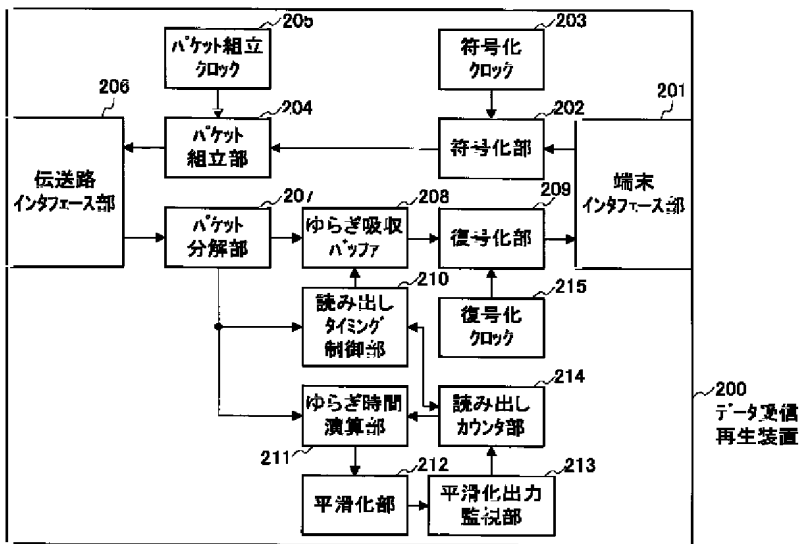 205
パケット組立
クロック
203
符号化
クロック
206
伝送路
インタフェース部
204
パケット
組立部
202
符号化部
201
端末
インタフェース部
207
パケット
分解部
208
ゆらぎ吸収
バッファ
209
復号化部
210
読み出し
タイミング
制御部
215
復号化
クロック
211
ゆらぎ時間
演算部
214
読み出し
カウンタ部
200
データ受信
再生装置
212
平滑化部
213
平滑化出力
監視部